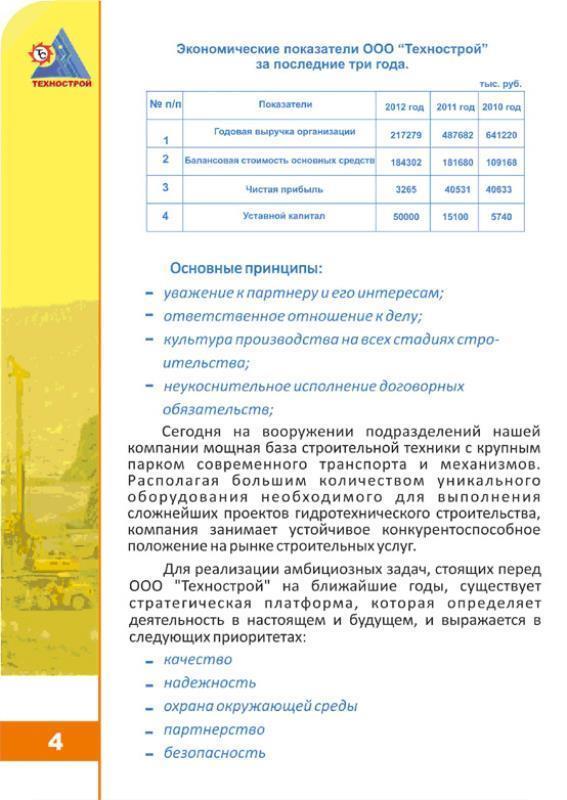 ТС
ТЕХНОСТРОЙ
Экономические показатели ООО “Технострой”
за последние три года.
тыс. руб.
№ п/п Показатели 2012 год 2011 год 2010 год
1 Годовая выручка организации 217279 487682 641220
2 Балансовая стоимость основных средств 184302 181680 109168
3 Чистая прибыль 3265 40531 40633
4 Уставной капитал 50000 15100 5740
Основные принципы:
- уважение к партнеру и его интересам;
- ответственное отношение к делу;
- культура производства на всех стадиях стро-
ительства;
- неукоснительное исполнение договорных
обязательств;
Сегодня на вооружении подразделений нашей
компании мощная база строительной техники с крупным
парком современного транспорта и механизмов.
Располагая большим количеством уникального
оборудования необходимого для выполнения
сложнейших проектов гидротехнического строительства,
компания занимает устойчивое конкурентоспособное
положение на рынке строительных услуг.
Для реализации амбициозных задач, стоящих перед
ООО "Технострой" на ближайшие годы, существует
стратегическая платформа, которая определяет
деятельность в настоящем и будущем, и выражается в
следующих приоритетах:
- качество
- надежность
- охрана окружающей среды
- партнерство
- безопасность
4